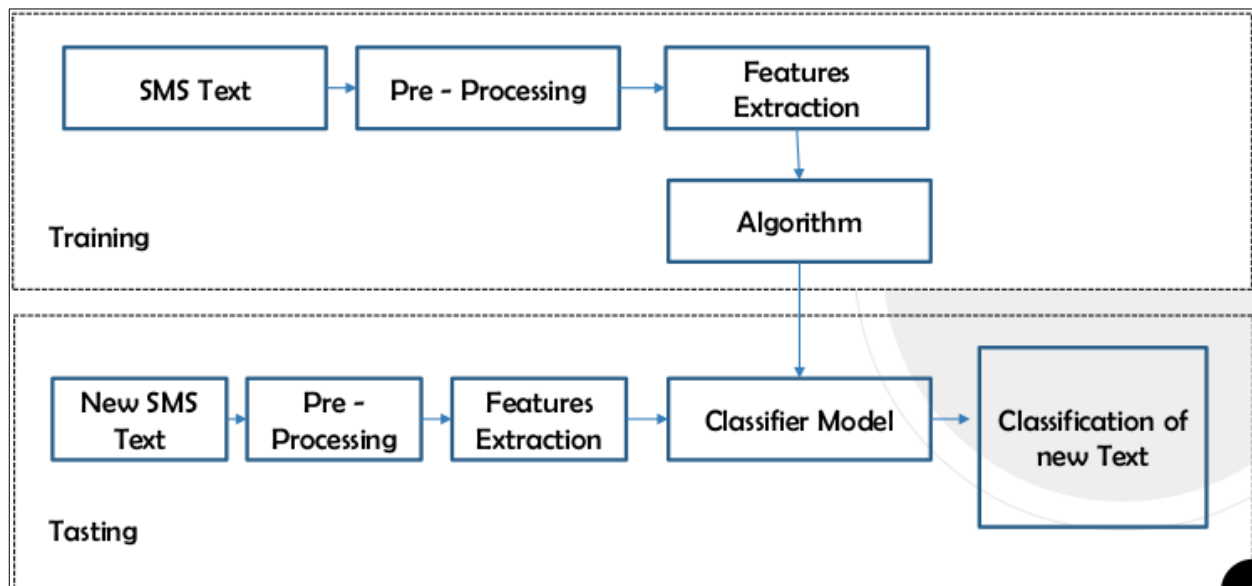 SMS Text
Pre - Processing
Features
Extraction
Algorithm
Training
New SMS
Text
Pre -
Processing
Features
Extraction
Classifier Model
Classification of
new Text
Tasting